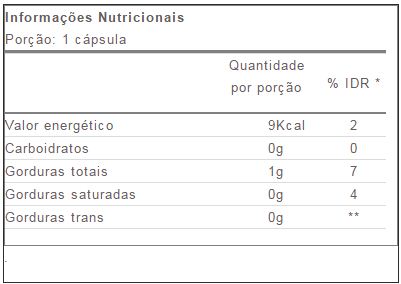 Informações Nutricionais
Porção: 1 cápsula
Quantidade por porção % IDR *
Valor energético 9Kcal 2
Carboidratos 0g 0
Gorduras totais 1g 7
Gorduras saturadas 0g 4
Gorduras trans 0g **
.